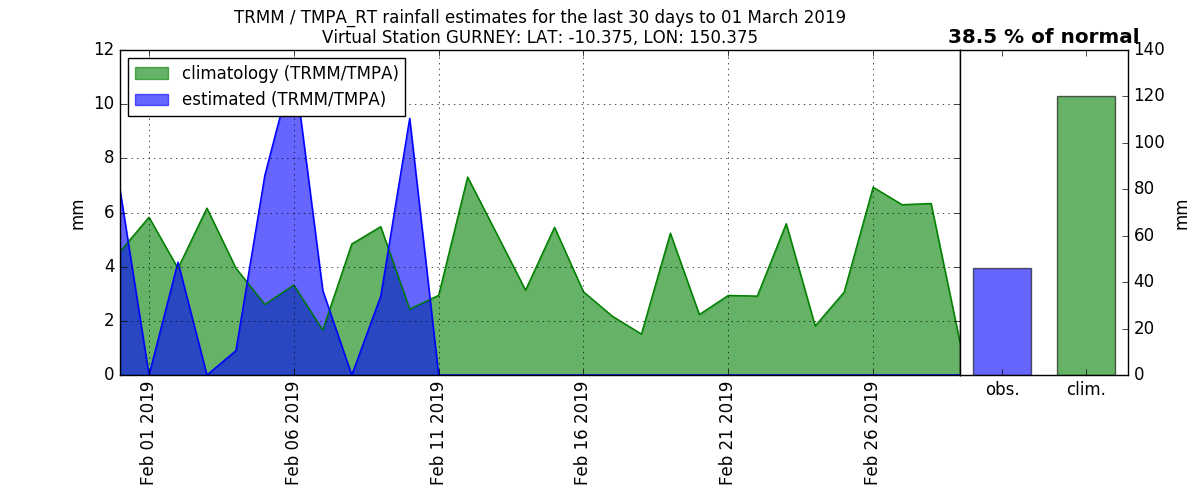 TRMM / TMPA_RT rainfall estimates for the last 30 days to 01 March 2019
Virtual Station GURNEY: LAT: -10.375, LON: 150.375
38.5 % of normal
climatology (TRMM/TMPA)
estimated (TRMM/TMPA)
12
10
8
6
4
2
0
mm
140
120
100
80
60
40
20
0
mm
Feb 01 2019
Feb 06 2019
Feb 11 2019
Feb 16 2019
Feb 21 2019
Feb 26 2019
obs.
clim.